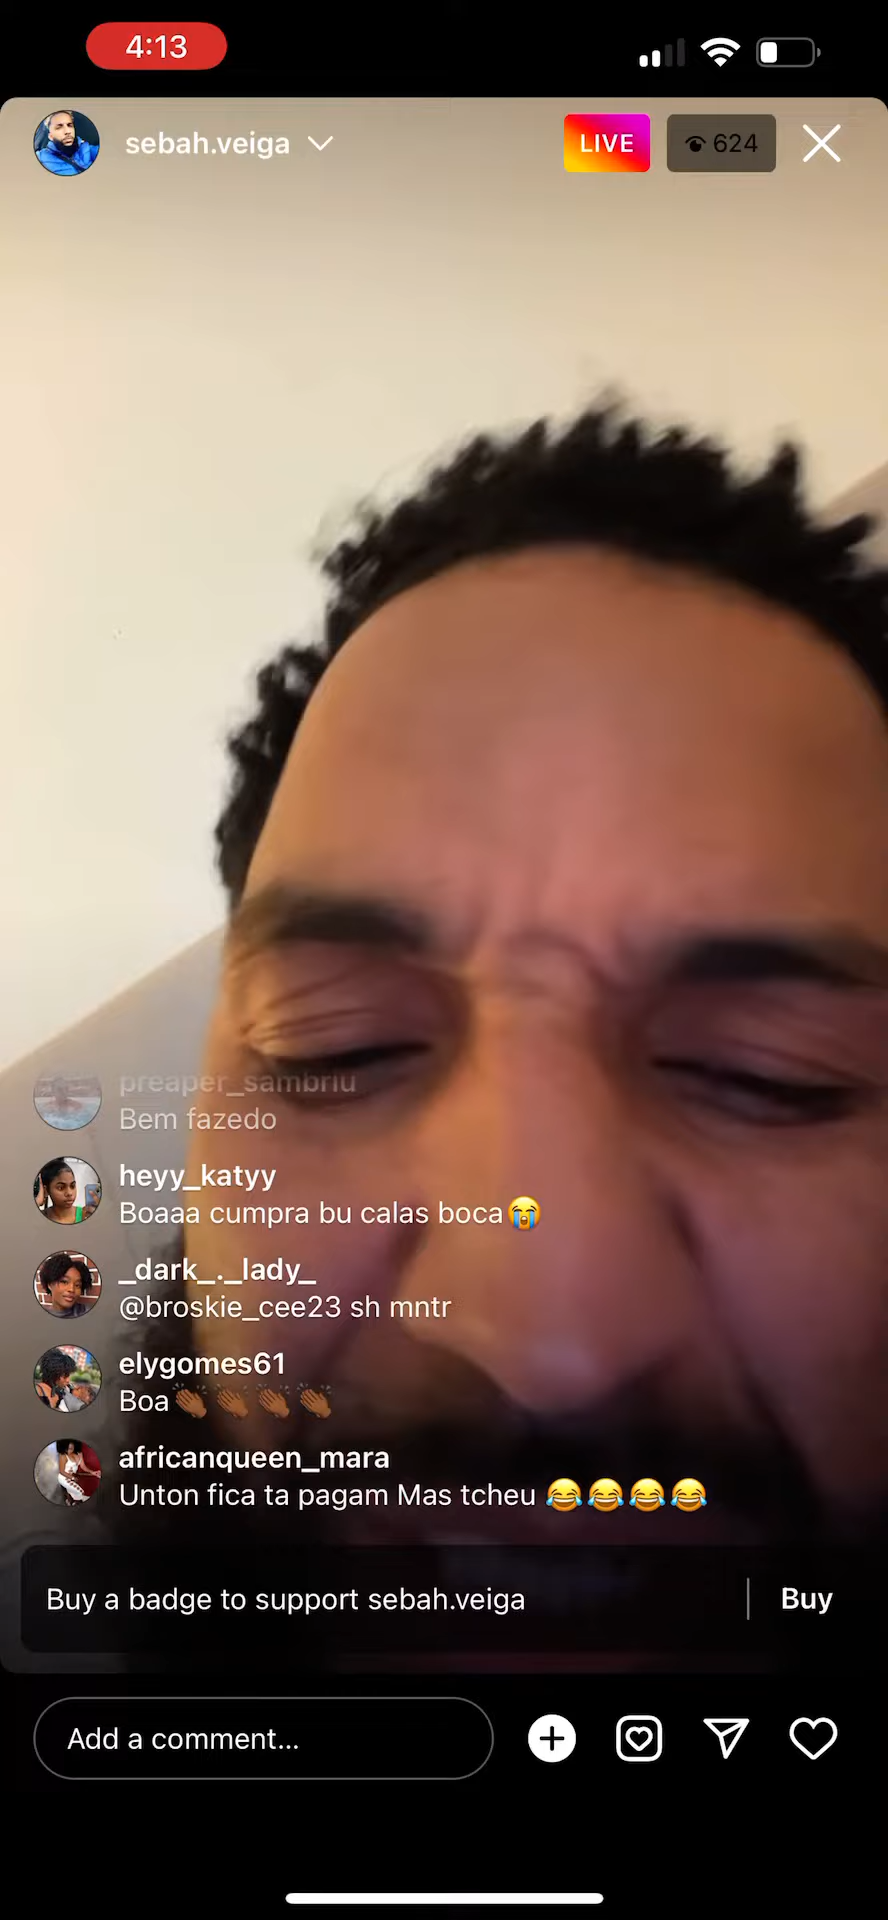 4:13
sebah.veiga
LIVE
624
preaper_sambriu
Bem fazedo
heyy_katyy
Boaaa cumpra bu calas boca😭
_dark_._lady_
@broskie_cee23 sh mntr
elygomes61
Boa👏🏾👏🏾👏🏾👏🏾
africanqueen_mara
Unton fica ta pagam Mas tcheu 😂😂😂😂
Buy a badge to support sebah.veiga
Buy
Add a comment...